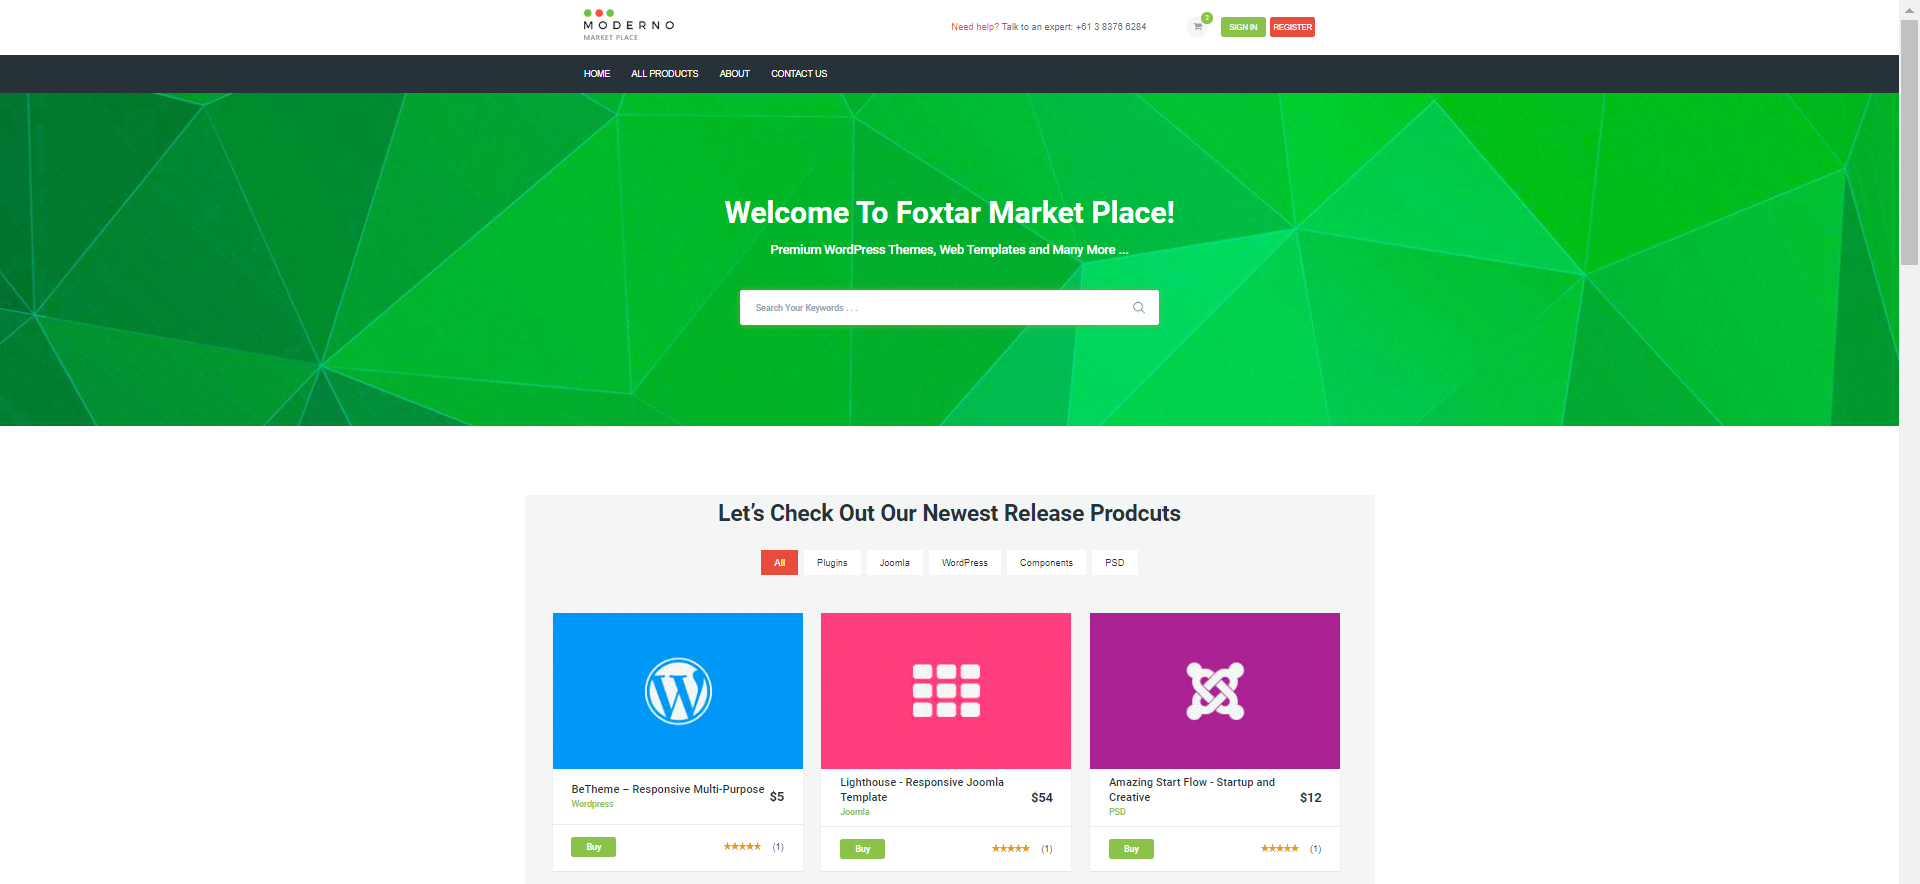 MODERNO
MARKET PLACE
Need help? Talk to an expert: +61 3 8376 6284
2
SIGN IN
REGISTER
HOME
ALL PRODUCTS
ABOUT
CONTACT US
Welcome To Foxtar Market Place!
Premium WordPress Themes, Web Templates and Many More ...
Search Your Keywords . . .
Let's Check Out Our Newest Release Prodcuts
All
Plugins
Joomla
WordPress
Components
PSD
BeTheme – Responsive Multi-Purpose
$5
Wordpress
Buy
(1)
Lighthouse - Responsive Joomla
Template
$54
Joomla
Buy
(1)
Amazing Start Flow - Startup and
Creative
$12
PSD
Buy
(1)